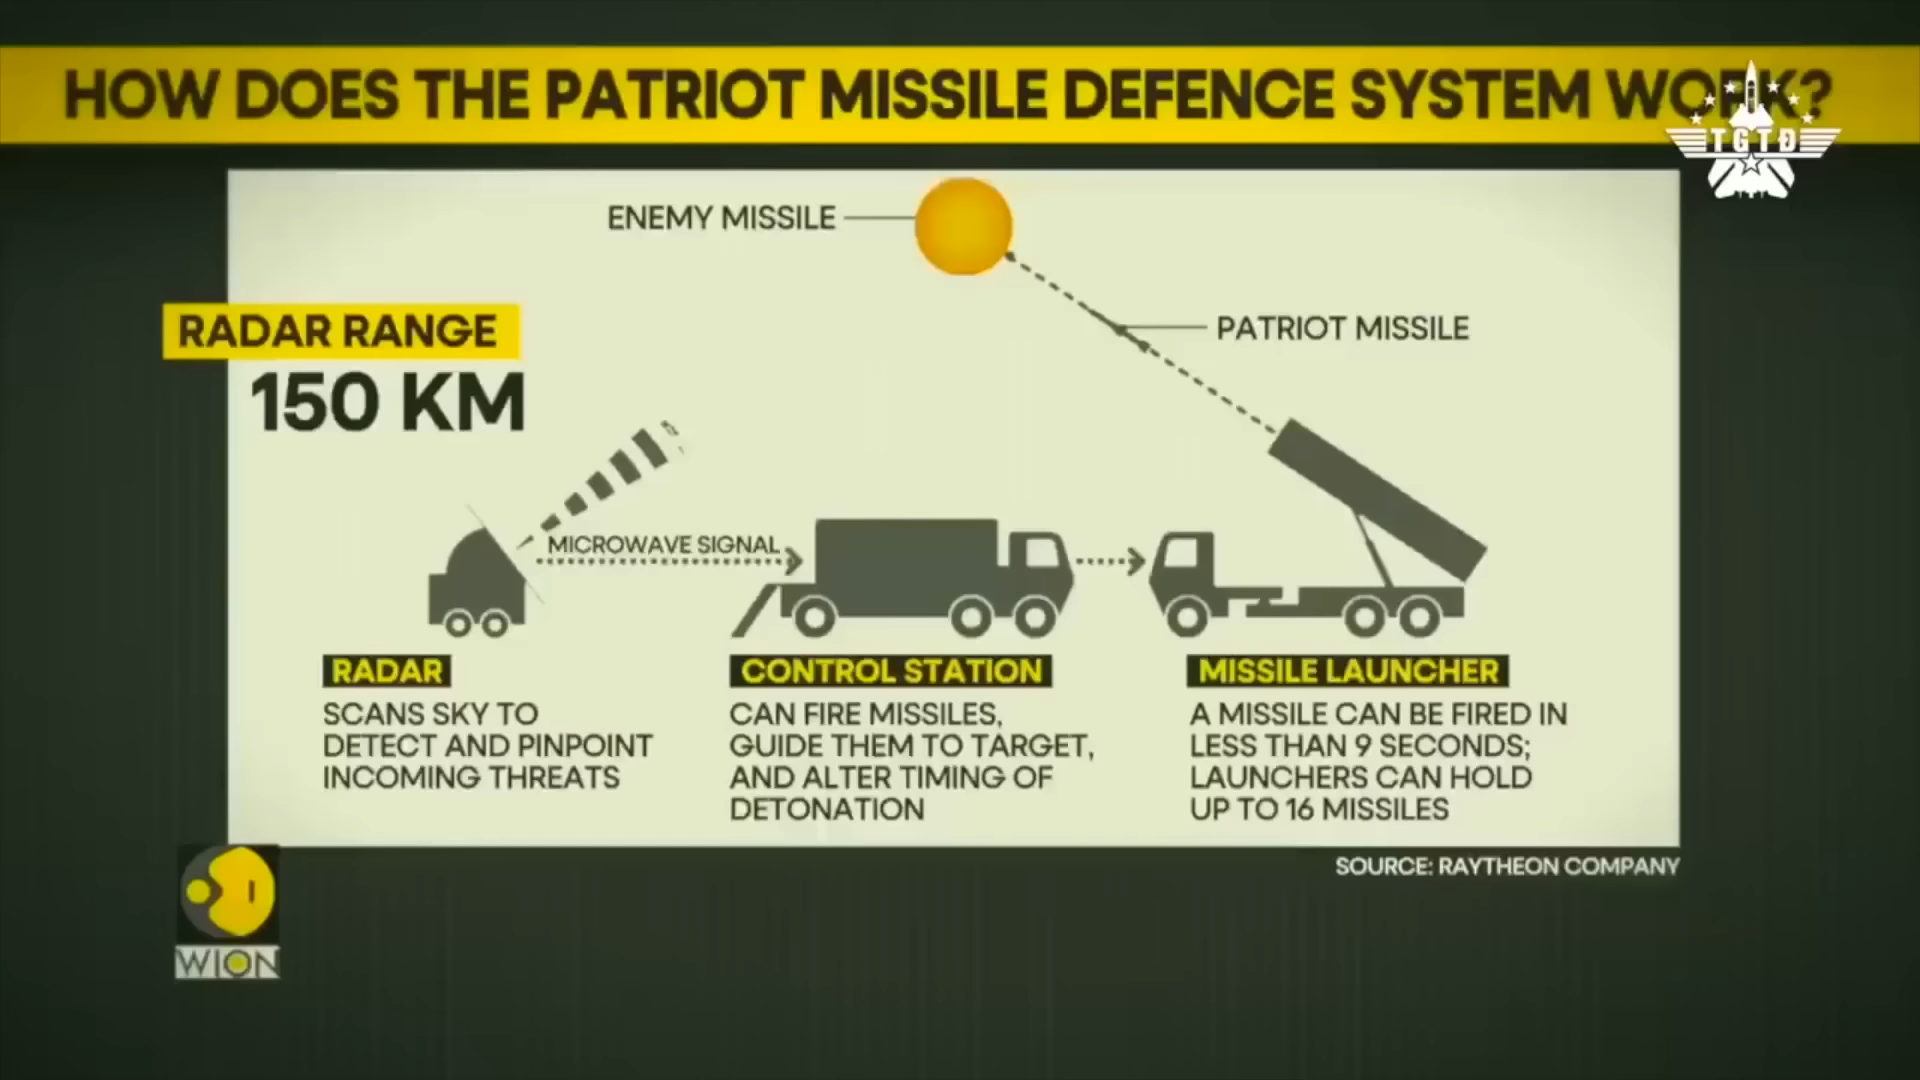 HOW DOES THE PATRIOT MISSILE DEFENCE SYSTEM WORK?
TGTĐ
ENEMY MISSILE
PATRIOT MISSILE
RADAR RANGE
150 KM
MICROWAVE SIGNAL
RADAR
SCANS SKY TO
DETECT AND PINPOINT
INCOMING THREATS
CONTROL STATION
CAN FIRE MISSILES,
GUIDE THEM TO TARGET,
AND ALTER TIMING OF
DETONATION
MISSILE LAUNCHER
A MISSILE CAN BE FIRED IN
LESS THAN 9 SECONDS;
LAUNCHERS CAN HOLD
UP TO 16 MISSILES
SOURCE: RAYTHEON COMPANY
WION